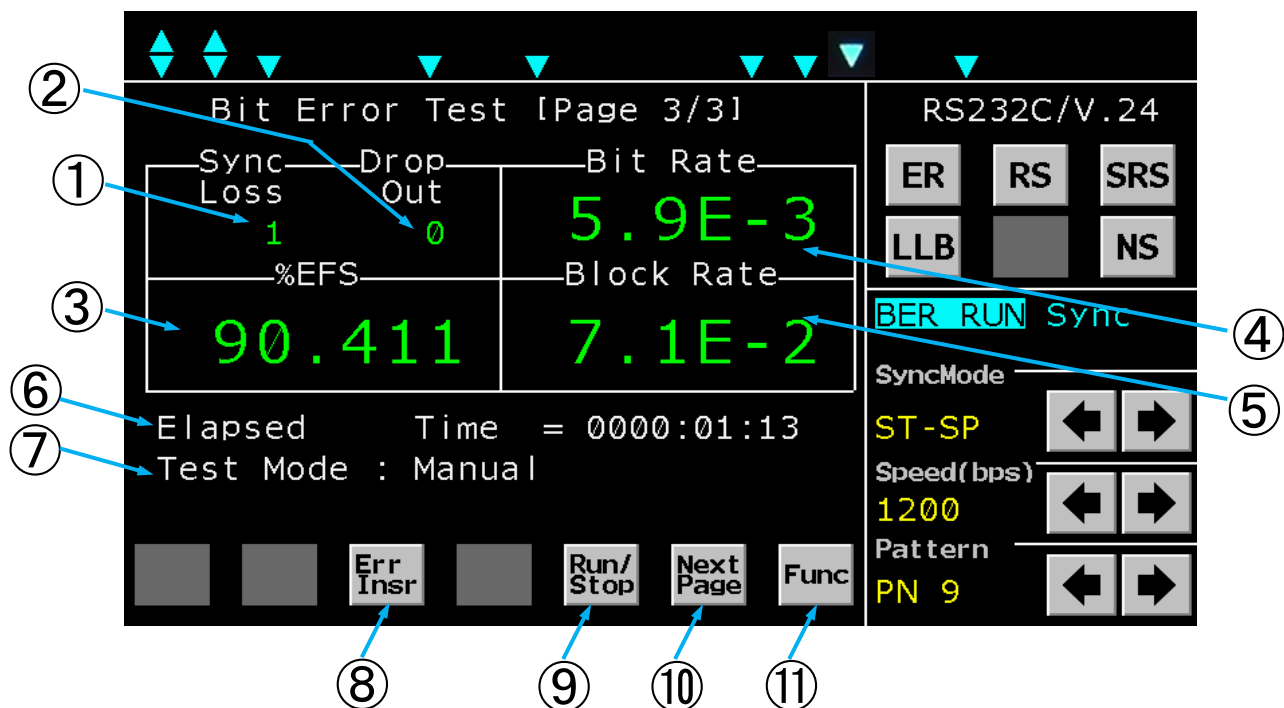 Bit Error Test [Page 3/3]
Sync Loss
Drop Out
Bit Rate
1
0
5.9E-3
%EFS
Block Rate
90.411
7.1E-2
Elapsed Time = 0000:01:13
Test Mode : Manual
Err Insr
Run/ Stop
Next Page
Func
RS232C/V.24
ER RS SRS
LLB NS
BER RUN Sync
SyncMode
ST-SP
Speed(bps)
1200
Pattern
PN 9
①
②
③
④
⑤
⑥
⑦
⑧
⑨
⑩
⑪